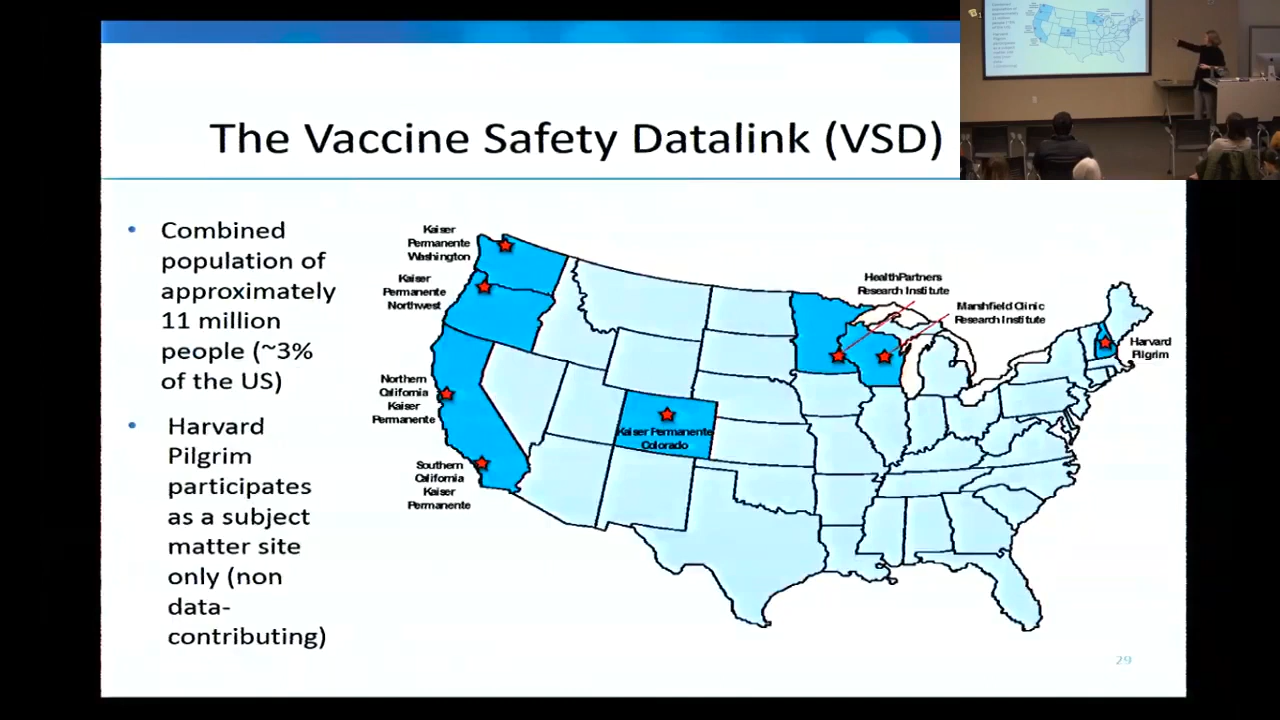 The Vaccine Safety Datalink (VSD)
• Combined
population of
approximately
11 million
people (~3%
of the US)
• Harvard
Pilgrim
participates
as a subject
matter site
only (non
data-
contributing)
Kaiser
Permanente
Washington
Kaiser
Permanente
Northwest
Northern
California
Kaiser
Permanente
Southern
California
Kaiser
Permanente
Kaiser Permanente
Colorado
HealthPartners
Research Institute
Marshfield Clinic
Research Institute
Harvard
Pilgrim
29